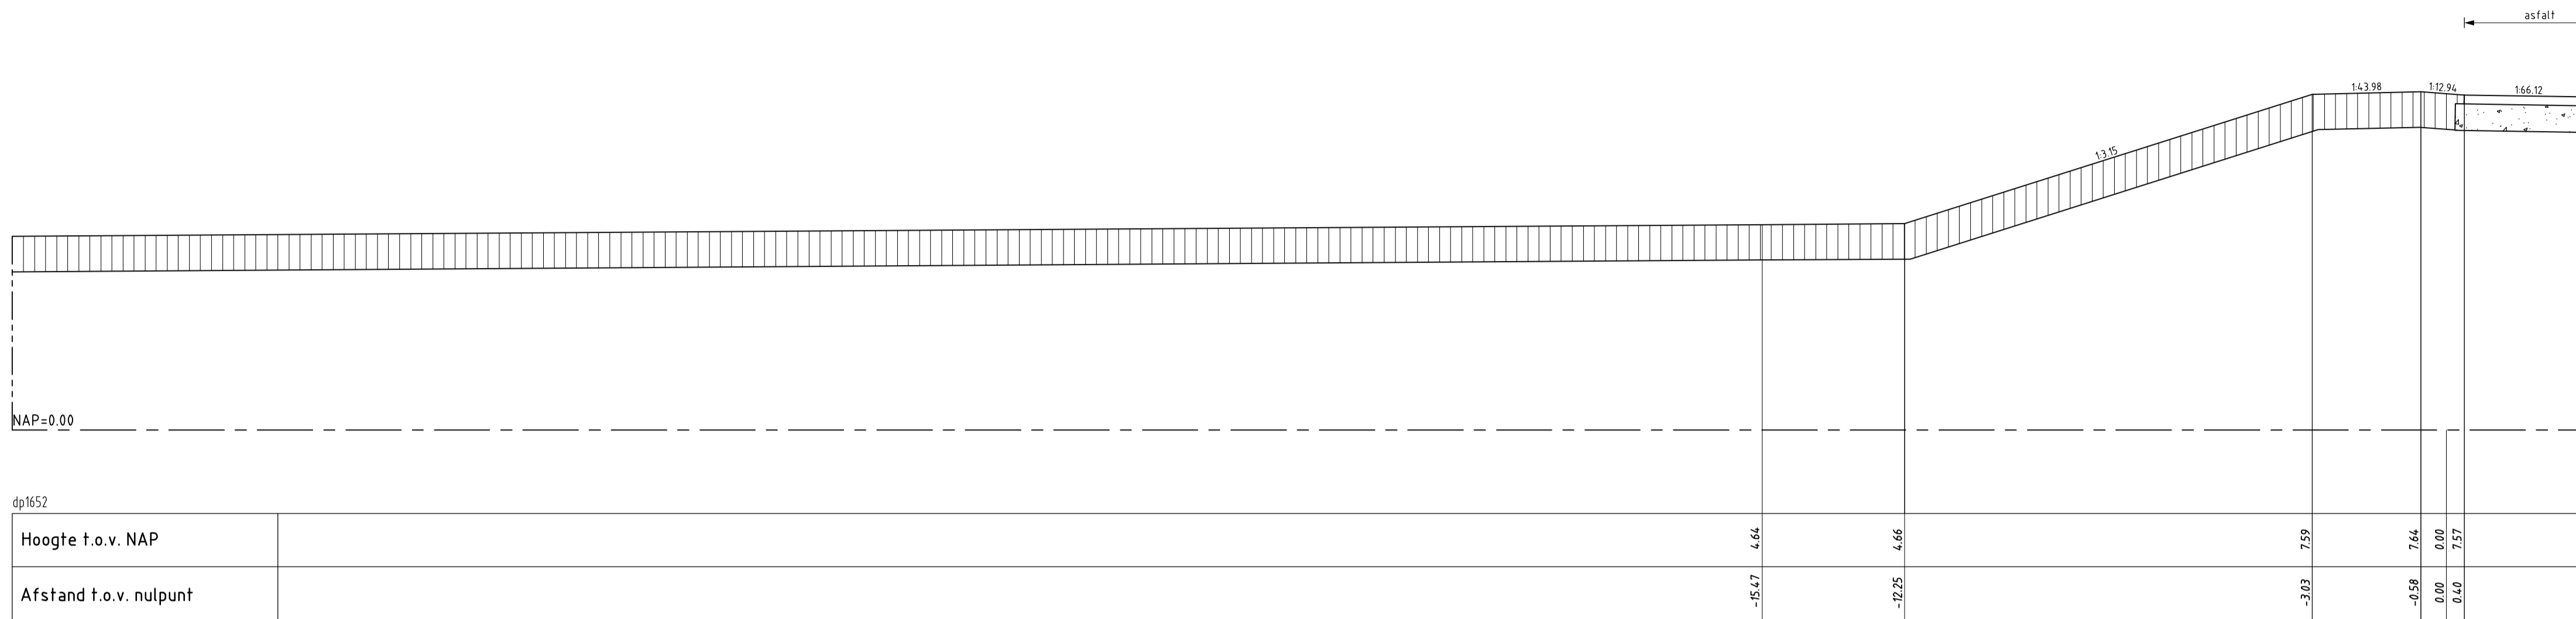 asfalt
1:43.98 1:12.94 1:66.12
1:3.15
NAP=0.00
dp1652
Hoogte t.o.v. NAP 4.64 4.66 7.59 7.64 0.00 7.57
Afstand t.o.v. nulpunt -15.47 -12.25 -3.03 -0.58 0.00 0.40